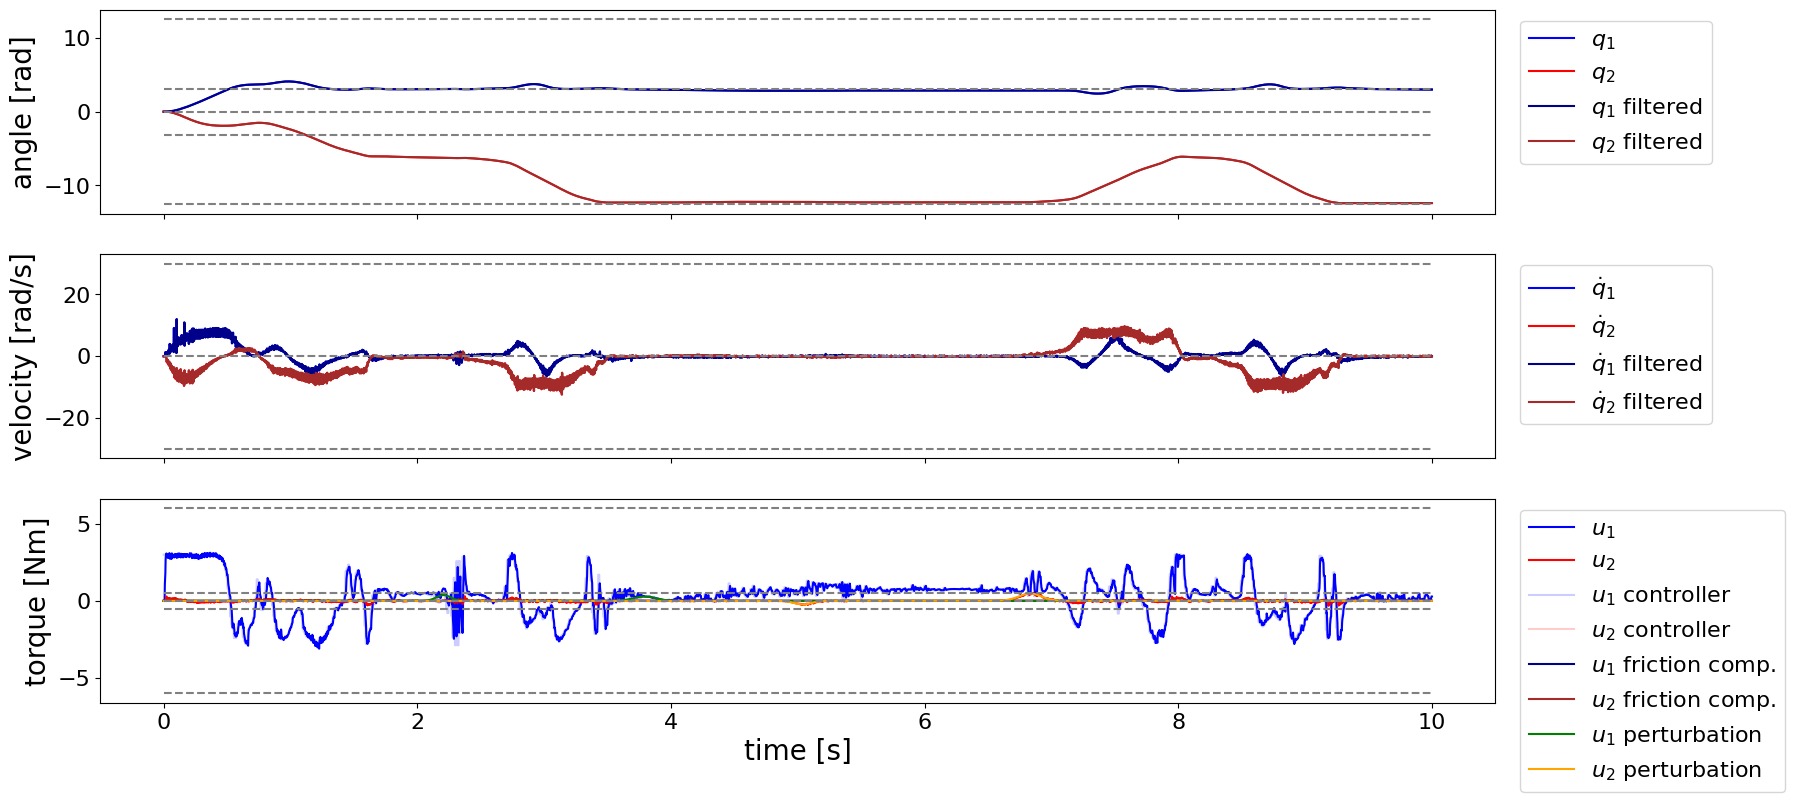 angle [rad]
10
0
−10
q₁
q₂
q₁ filtered
q₂ filtered
velocity [rad/s]
20
0
−20
q̇₁
q̇₂
q̇₁ filtered
q̇₂ filtered
torque [Nm]
5
0
−5
0 2 4 6 8 10
time [s]
u₁
u₂
u₁ controller
u₂ controller
u₁ friction comp.
u₂ friction comp.
u₁ perturbation
u₂ perturbation